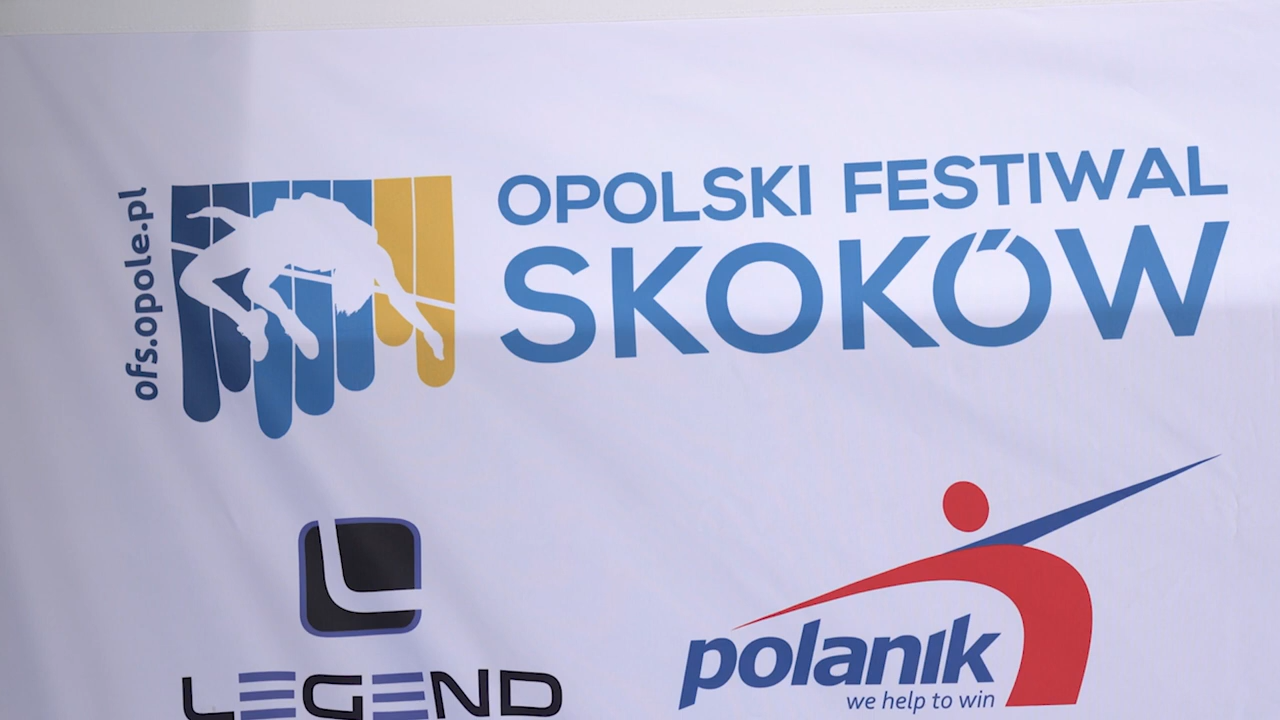 ofs.opole.pl
OPOLSKI FESTIWAL
SKOKÓW
LEGEND
polanik
we help to win